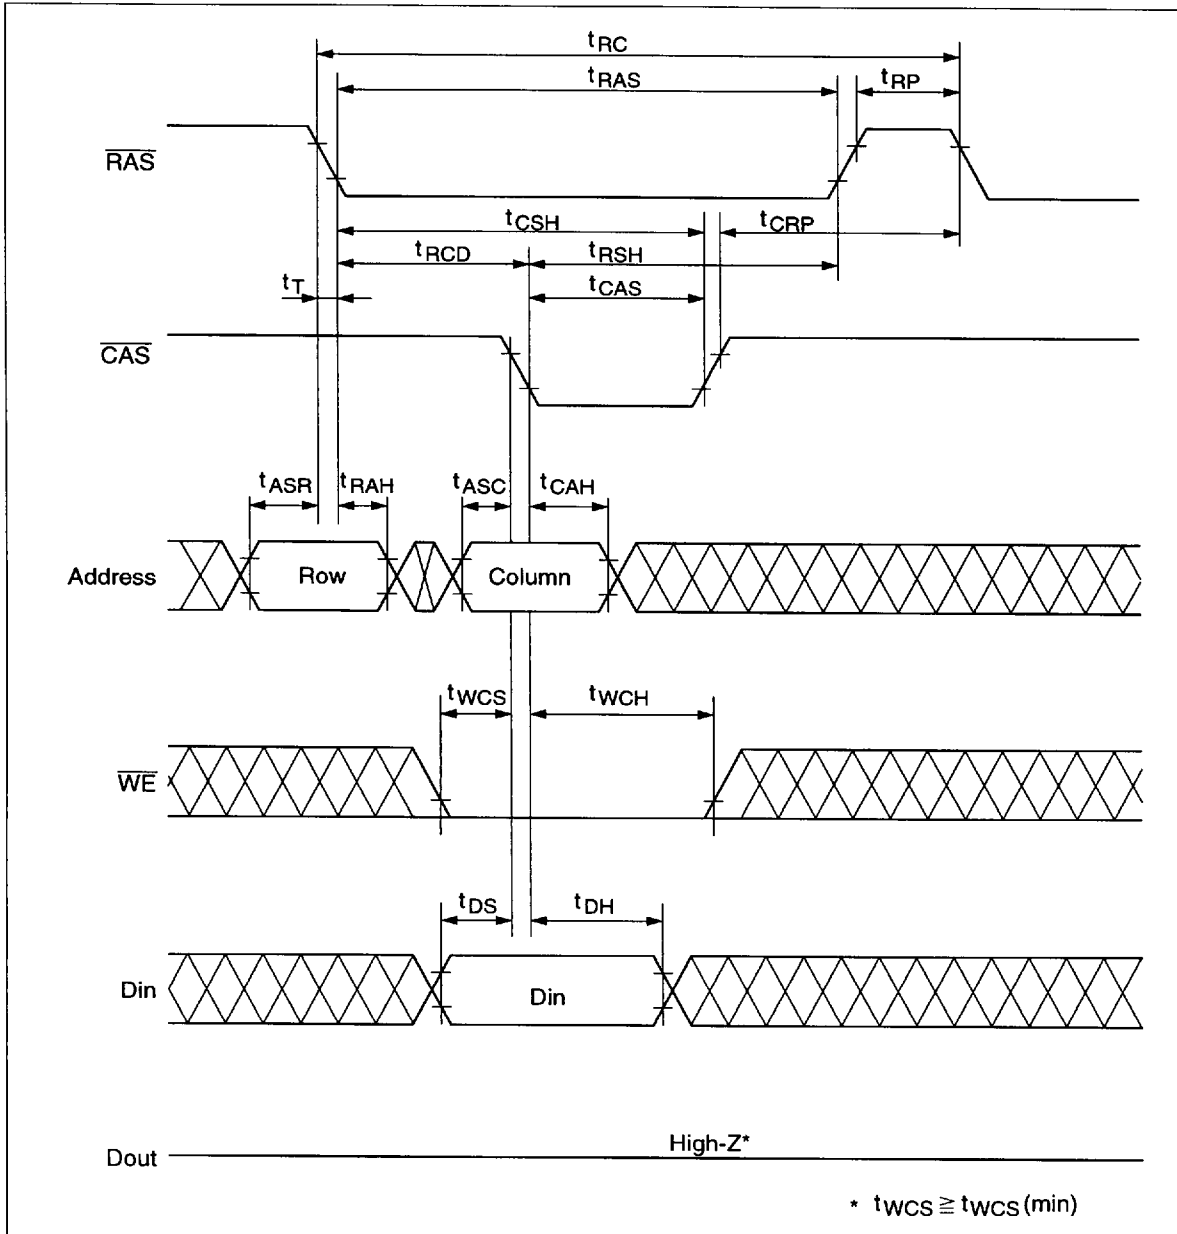 tRC
tRAS
tRP
RAS
tCSH
tCRP
tRCD
tRSH
tT
tCAS
CAS
tASR
tRAH
tASC
tCAH
Address
Row
Column
tWCS
tWCH
WE
tDS
tDH
Din
Din
High-Z*
Dout
* tWCS ≧ tWCS (min)